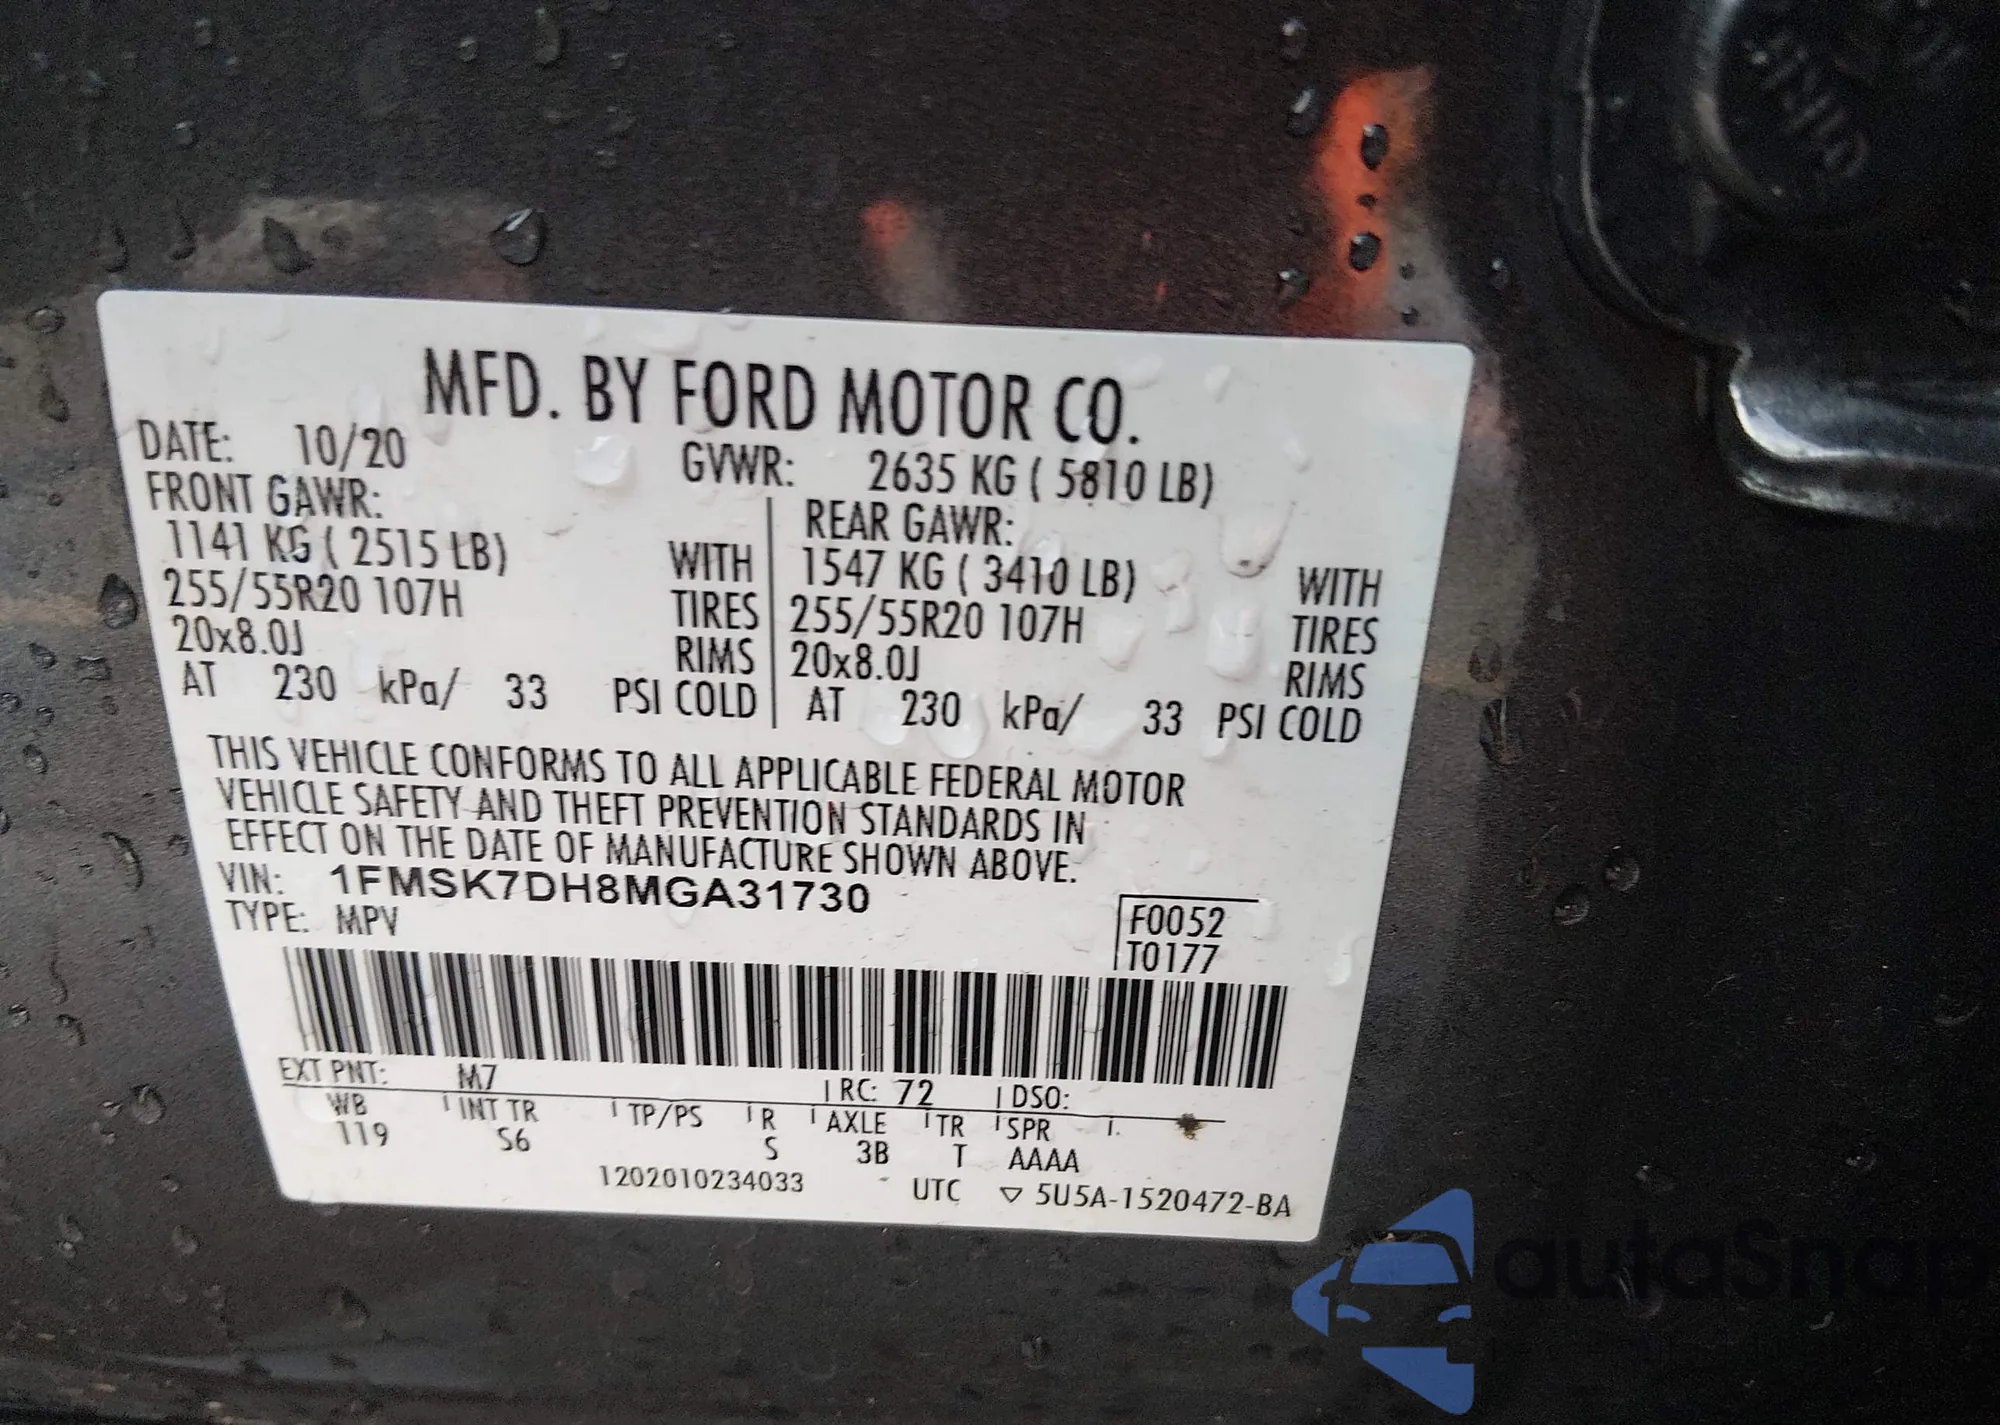 MFD. BY FORD MOTOR CO.
DATE: 10/20 GVWR: 2635 KG ( 5810 LB)
FRONT GAWR: REAR GAWR:
1141 KG ( 2515 LB) WITH 1547 KG ( 3410 LB) WITH
255/55R20 107H TIRES 255/55R20 107H TIRES
20x8.0J RIMS 20x8.0J RIMS
AT 230 kPa/ 33 PSI COLD AT 230 kPa/ 33 PSI COLD
THIS VEHICLE CONFORMS TO ALL APPLICABLE FEDERAL MOTOR
VEHICLE SAFETY AND THEFT PREVENTION STANDARDS IN
EFFECT ON THE DATE OF MANUFACTURE SHOWN ABOVE.
VIN: 1FMSK7DH8MGA31730
TYPE: MPV
F0052
T0177
EXT PNT: M7 RC: 72 DSO:
WB INT TR TP/PS R AXLE TR SPR
119 S6 S 3B T AAAA
1202010234033 UTC ▽ 5U5A-1520472-BA
autasnap